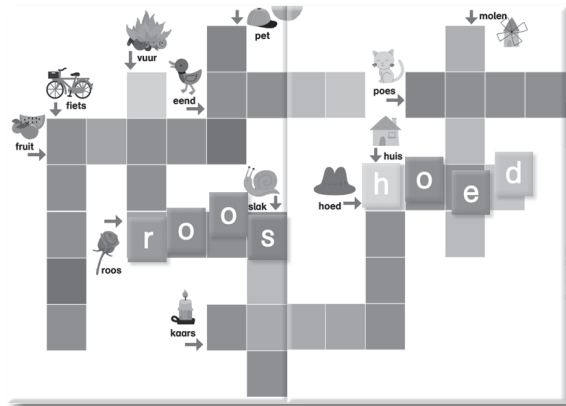 pet
molen
vuur
eend
poes
fiets
fruit
huis
hoed
h o e d
slak
r o o s
roos
kaars